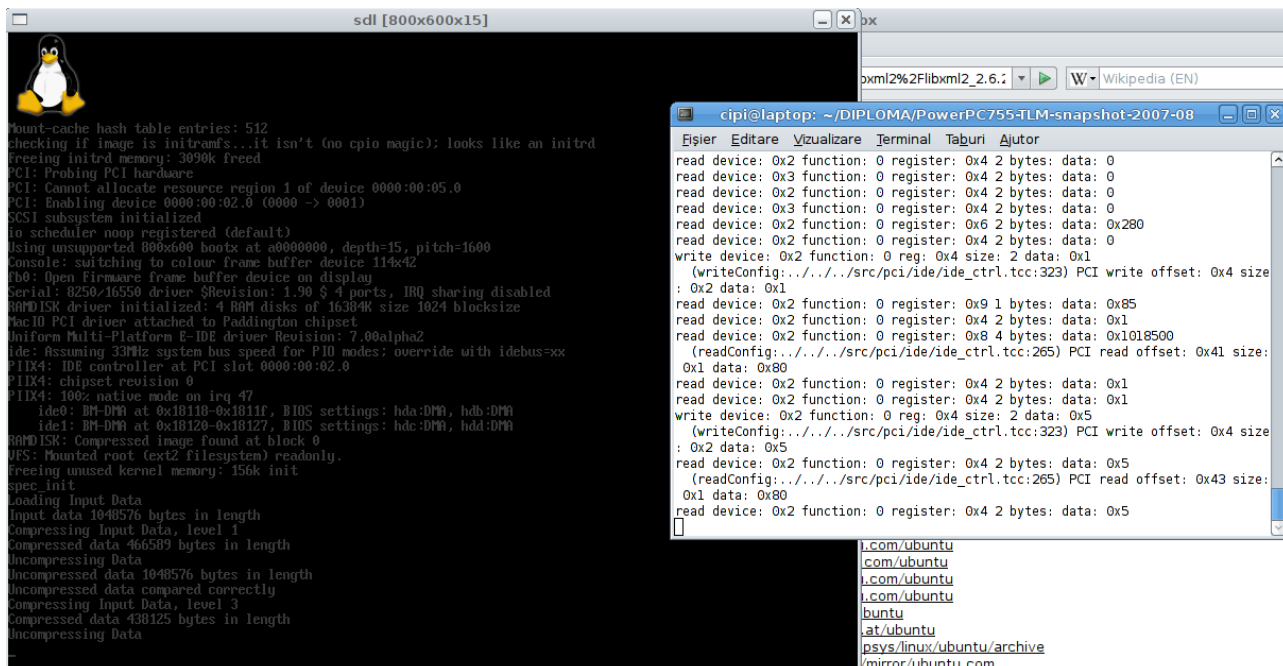 sdl [800x600x15]
Mount-cache hash table entries: 512
checking if image is initramfs...it isn't (no cpio magic); looks like an initrd
Freeing initrd memory: 3090k freed
PCI: Probing PCI hardware
PCI: Cannot allocate resource region 1 of device 0000:00:05.0
PCI: Enabling device 0000:00:02.0 (0000 -> 0001)
SCSI subsystem initialized
io scheduler noop registered (default)
Using unsupported 800x600 bootx at a0000000, depth=15, pitch=1600
Console: switching to colour frame buffer device 114x42
fb0: Open Firmware frame buffer device on display
Serial: 8250/16550 driver $Revision: 1.90 $ 4 ports, IRQ sharing disabled
RAMDISK driver initialized: 4 RAM disks of 16384K size 1024 blocksize
MacIO PCI driver attached to Paddington chipset
Uniform Multi-Platform E-IDE driver Revision: 7.00alpha2
ide: Assuming 33MHz system bus speed for PIO modes; override with idebus=xx
PIIX4: IDE controller at PCI slot 0000:00:02.0
PIIX4: chipset revision 0
PIIX4: 100% native mode on irq 47
ide0: BM-DMA at 0x18118-0x1811f, BIOS settings: hda:DMA, hdb:DMA
ide1: BM-DMA at 0x18120-0x18127, BIOS settings: hdc:DMA, hdd:DMA
RAMDISK: Compressed image found at block 0
VFS: Mounted root (ext2 filesystem) readonly.
Freeing unused kernel memory: 156k init
spec_init
Loading Input Data
Input data 1048576 bytes in length
Compressing Input Data, level 1
Compressed data 466589 bytes in length
Uncompressing Data
Uncompressed data 1048576 bytes in length
Uncompressed data compared correctly
Compressing Input Data, level 3
Compressed data 438125 bytes in length
Uncompressing Data
ox
oxml2%2Flibxml2_2.6.2
W Wikipedia (EN)
cipi@laptop: ~/DIPLOMA/PowerPC755-TLM-snapshot-2007-08
Fişier Editare Vizualizare Terminal Taburi Ajutor
read device: 0x2 function: 0 register: 0x4 2 bytes: data: 0
read device: 0x3 function: 0 register: 0x4 2 bytes: data: 0
read device: 0x2 function: 0 register: 0x4 2 bytes: data: 0
read device: 0x3 function: 0 register: 0x4 2 bytes: data: 0
read device: 0x2 function: 0 register: 0x6 2 bytes: data: 0x280
read device: 0x2 function: 0 register: 0x4 2 bytes: data: 0
write device: 0x2 function: 0 reg: 0x4 size: 2 data: 0x1
(writeConfig:../../../src/pci/ide/ide_ctrl.tcc:323) PCI write offset: 0x4 size
: 0x2 data: 0x1
read device: 0x2 function: 0 register: 0x9 1 bytes: data: 0x85
read device: 0x2 function: 0 register: 0x4 2 bytes: data: 0x1
read device: 0x2 function: 0 register: 0x8 4 bytes: data: 0x1018500
(readConfig:../../../src/pci/ide/ide_ctrl.tcc:265) PCI read offset: 0x41 size:
0x1 data: 0x80
read device: 0x2 function: 0 register: 0x4 2 bytes: data: 0x1
read device: 0x2 function: 0 register: 0x4 2 bytes: data: 0x1
write device: 0x2 function: 0 reg: 0x4 size: 2 data: 0x5
(writeConfig:../../../src/pci/ide/ide_ctrl.tcc:323) PCI write offset: 0x4 size
: 0x2 data: 0x5
read device: 0x2 function: 0 register: 0x4 2 bytes: data: 0x5
(readConfig:../../../src/pci/ide/ide_ctrl.tcc:265) PCI read offset: 0x43 size:
0x1 data: 0x80
read device: 0x2 function: 0 register: 0x4 2 bytes: data: 0x5
.com/ubuntu
com/ubuntu
.com/ubuntu
.com/ubuntu
buntu
.at/ubuntu
psys/linux/ubuntu/archive
/mirror/ubuntu.com